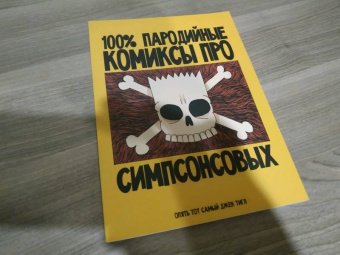 100% ПАРОДИЙНЫЕ
КОМИКСЫ ПРО
СИМПСОНСОВЫХ
ОПЯТЬ ТОТ САМЫЙ ДЖЕК ТИГЛ